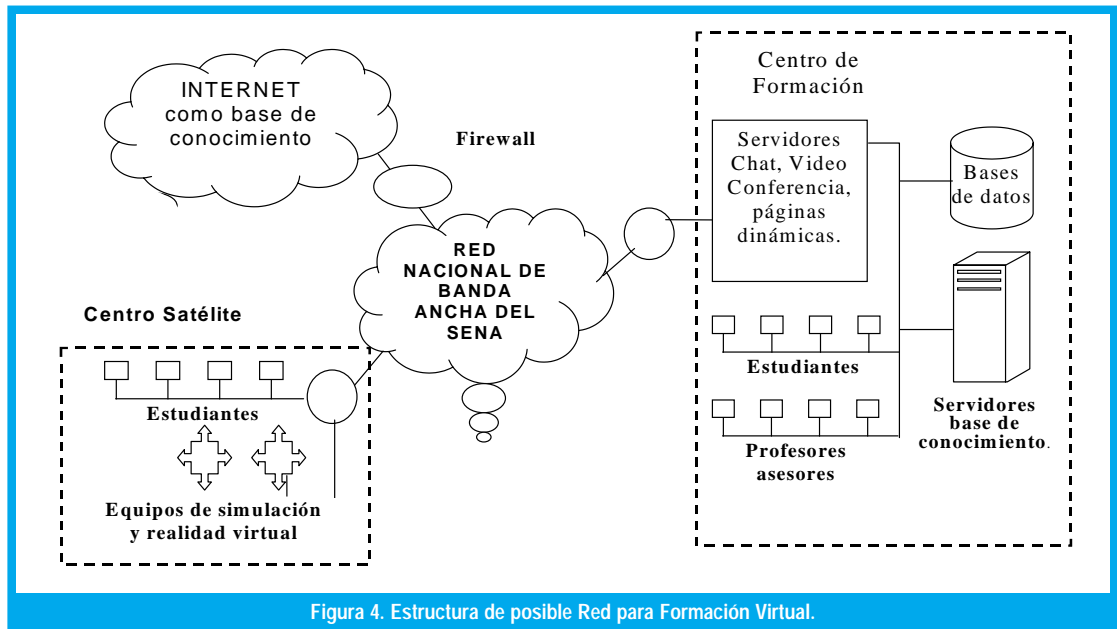 INTERNET
como base de
conocimiento
Firewall
Centro de
Formación
Servidores
Chat, Video
Conferencia,
páginas
dinámicas.
Bases
de datos
RED
NACIONAL DE
BANDA
ANCHA DEL
SENA
Centro Satélite
Estudiantes
Equipos de simulación
y realidad virtual
Estudiantes
Profesores
asesores
Servidores
base de
conocimiento.
Figura 4. Estructura de posible Red para Formación Virtual.